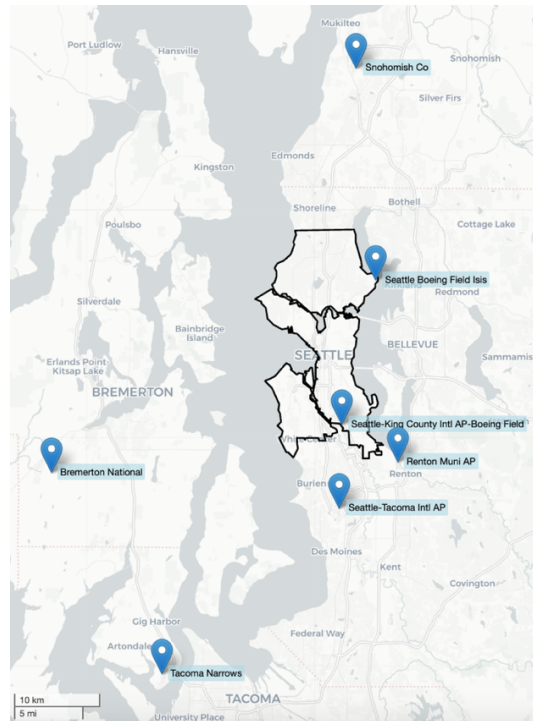 Mukilteo
Port Ludlow
Hansville
Snohomish
Snohomish Co
Silver Firs
Edmonds
Kingston
Shoreline
Bothell
Poulsbo
Cottage Lake
Seattle Boeing Field Isis
Kirkland
Redmond
Silverdale
Bainbridge
Island
SEATTLE
BELLEVUE
Sammamis
Erlands Point-
Kitsap Lake
BREMERTON
Seattle-King County Intl AP-Boeing Field
White Center
Renton Muni AP
Bremerton National
Renton
Burien
Seattle-Tacoma Intl AP
Des Moines
Kent
Covington
Gig Harbor
Federal Way
Artondale
Tacoma Narrows
10 km
5 mi
TACOMA
University Place